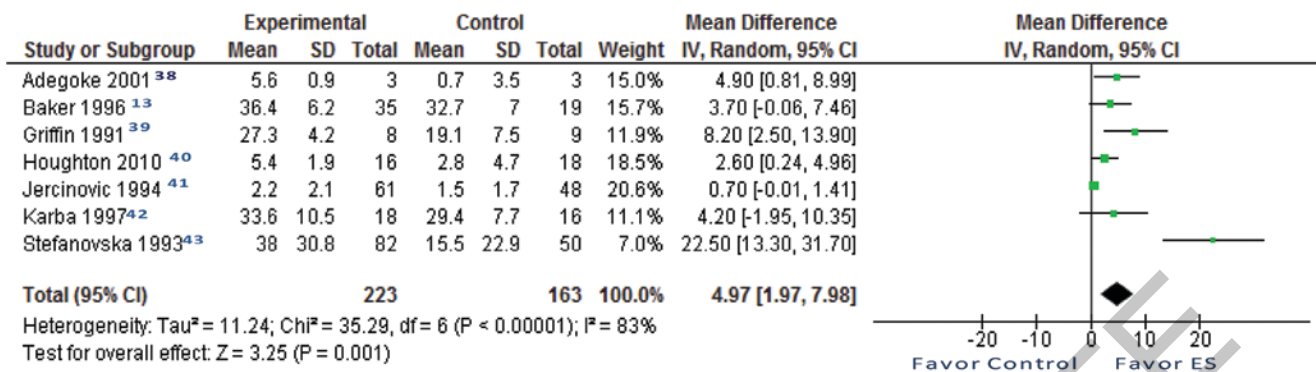 Experimental Control Mean Difference Mean Difference
Study or Subgroup Mean SD Total Mean SD Total Weight IV, Random, 95% CI IV, Random, 95% CI
Adegoke 2001 38 5.6 0.9 3 0.7 3.5 3 15.0% 4.90 [0.81, 8.99]
Baker 1996 13 36.4 6.2 35 32.7 7 19 15.7% 3.70 [-0.06, 7.46]
Griffin 1991 39 27.3 4.2 8 19.1 7.5 9 11.9% 8.20 [2.50, 13.90]
Houghton 2010 40 5.4 1.9 16 2.8 4.7 18 18.5% 2.60 [0.24, 4.96]
Jercinovic 1994 41 2.2 2.1 61 1.5 1.7 48 20.6% 0.70 [-0.01, 1.41]
Karba 1997 42 33.6 10.5 18 29.4 7.7 16 11.1% 4.20 [-1.95, 10.35]
Stefanovska 1993 43 38 30.8 82 15.5 22.9 50 7.0% 22.50 [13.30, 31.70]
Total (95% CI) 223 163 100.0% 4.97 [1.97, 7.98]
Heterogeneity: Tau² = 11.24; Chi² = 35.29, df = 6 (P < 0.00001); I² = 83%
Test for overall effect: Z = 3.25 (P = 0.001)
-20 -10 0 10 20
Favor Control Favor ES